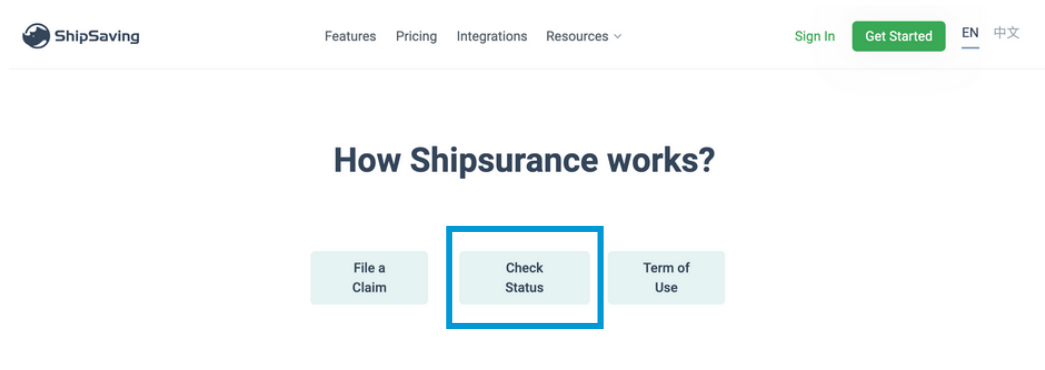 ShipSaving
Features Pricing Integrations Resources
Sign In Get Started EN 中文
How Shipsurance works?
File a
Claim
Check
Status
Term of
Use